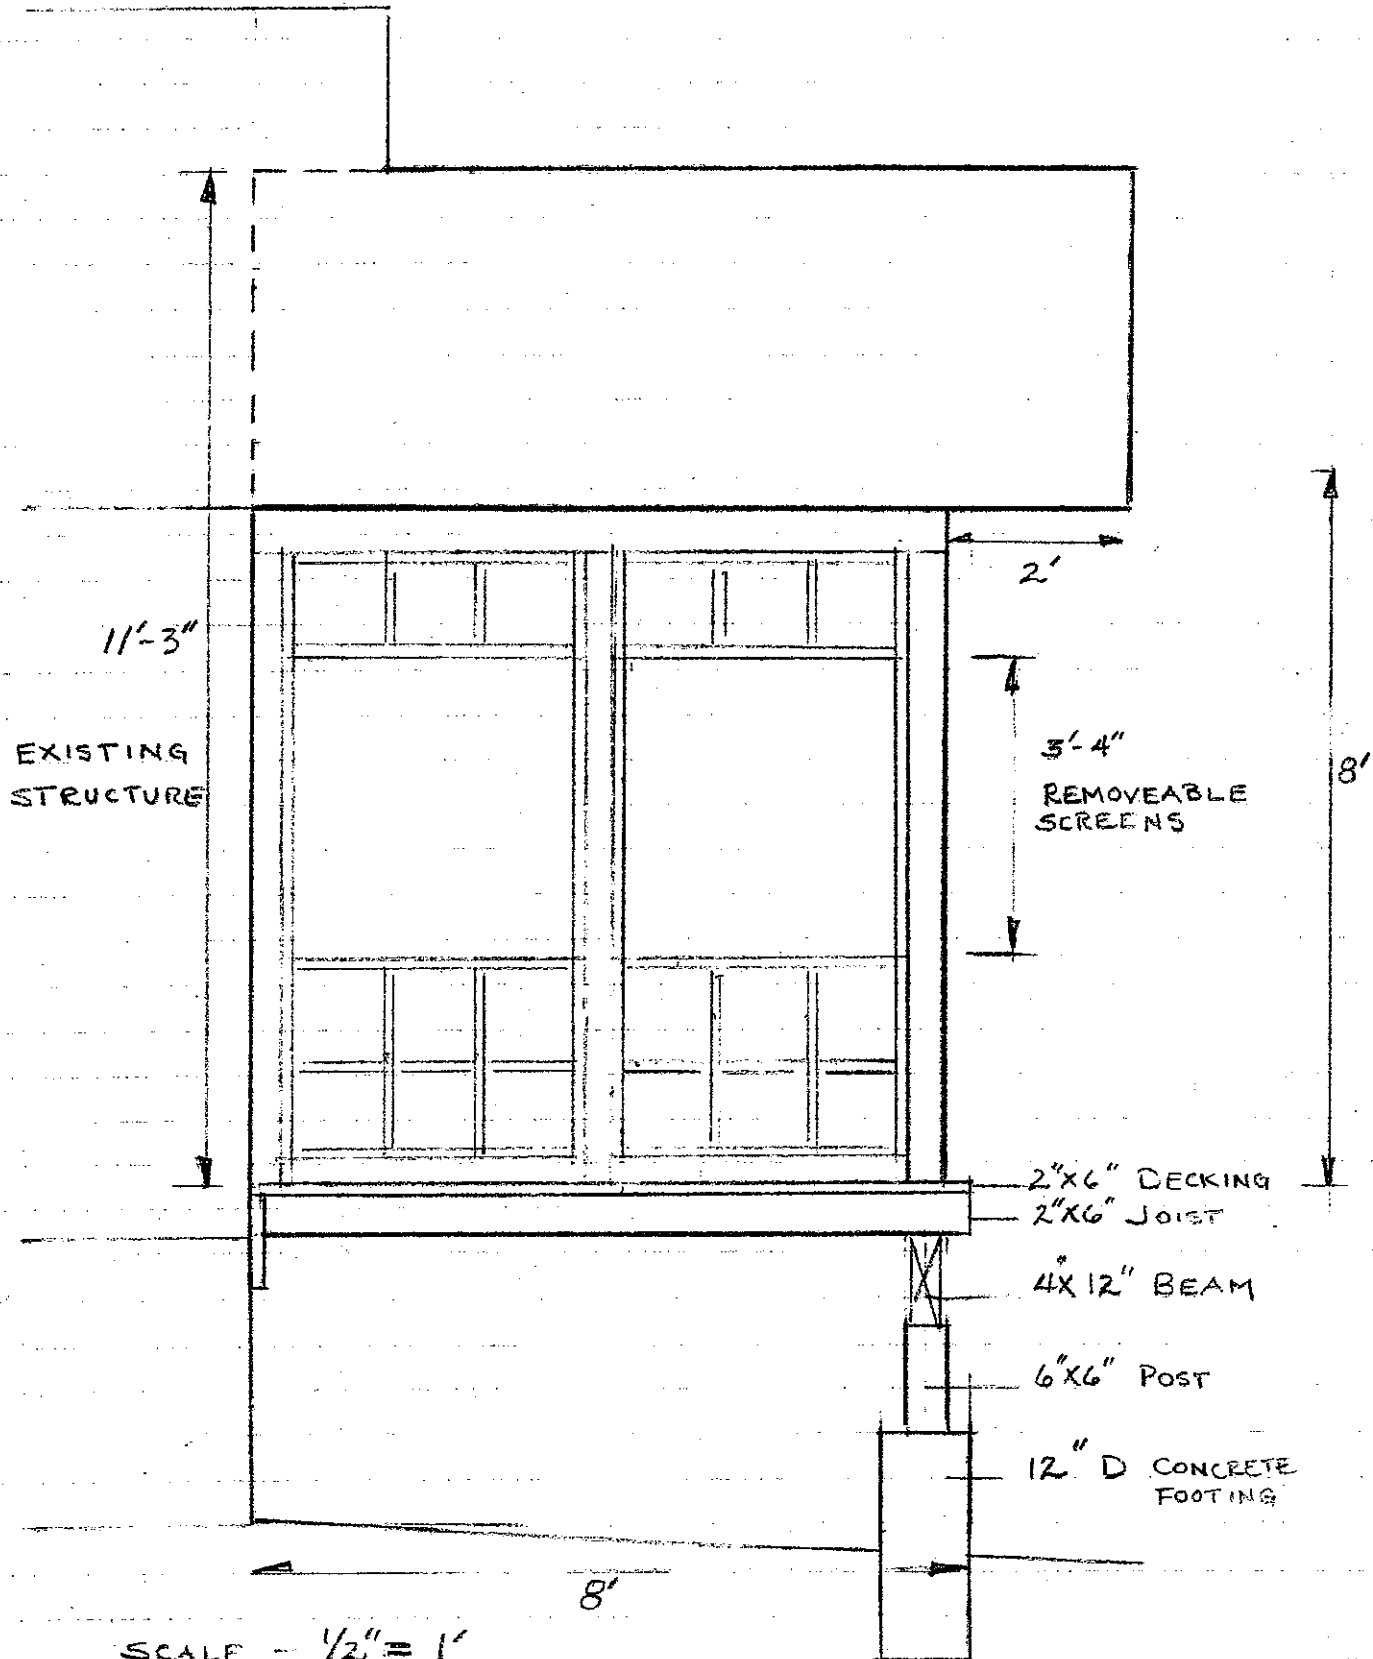 2'
11'-3"
EXISTING
STRUCTURE
3'-4"
REMOVEABLE
SCREENS
8'
2"X6" DECKING
2"X6" JOIST
4"X12" BEAM
6"X6" POST
12" D CONCRETE
FOOTING
8'
SCALE - 1/2" = 1'